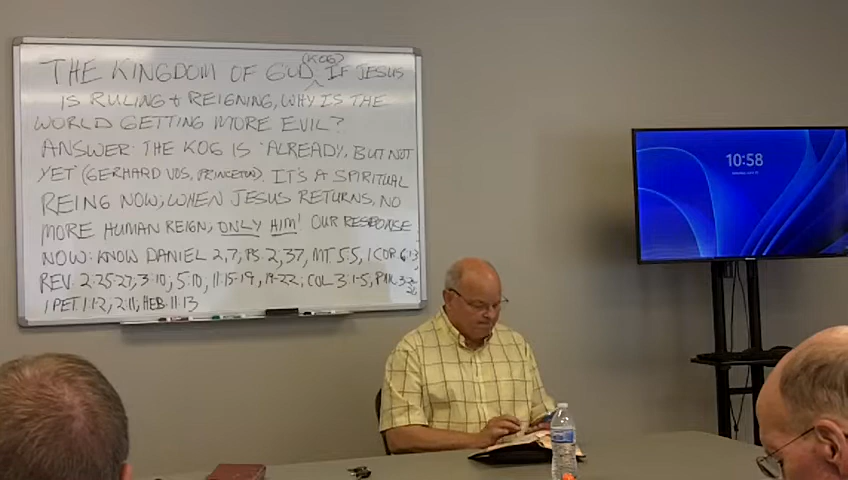 (KOG)
THE KINGDOM OF GOD ^ IF JESUS
IS RULING + REIGNING, WHY IS THE
WORLD GETTING MORE EVIL?
ANSWER: THE KOG IS "ALREADY, BUT NOT
YET" (GERHARD VOS, PRINCETON). IT'S A SPIRITUAL
REING NOW; WHEN JESUS RETURNS, NO
MORE HUMAN REIGN; ONLY HIM! OUR RESPONSE
NOW: KNOW DANIEL 2,7, PS. 2,37, MT. 5:5, 1 COR. 6:13
REV. 2:25-27, 3:10; 5:10, 11:15-19, 19-22; COL 3:1-5, PHIL 3:20
1 PET. 1:1-2, 2:11, HEB. 11:13
10:58